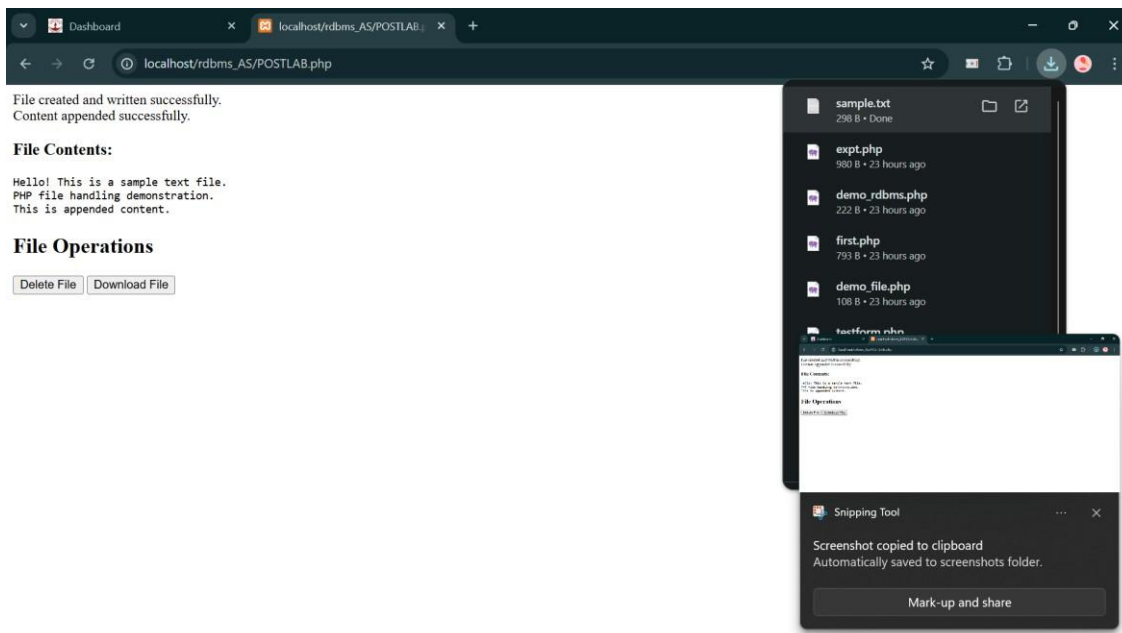 Dashboard
localhost/rdbms_AS/POSTLAB.p
localhost/rdbms_AS/POSTLAB.php
File created and written successfully.
Content appended successfully.
File Contents:
Hello! This is a sample text file.
PHP file handling demonstration.
This is appended content.
File Operations
Delete File
Download File
sample.txt
298 B • Done
expt.php
980 B • 23 hours ago
demo_rdbms.php
222 B • 23 hours ago
first.php
793 B • 23 hours ago
demo_file.php
108 B • 23 hours ago
testform.php
File Contents:
File Operations
Snipping Tool
Screenshot copied to clipboard
Automatically saved to screenshots folder.
Mark-up and share